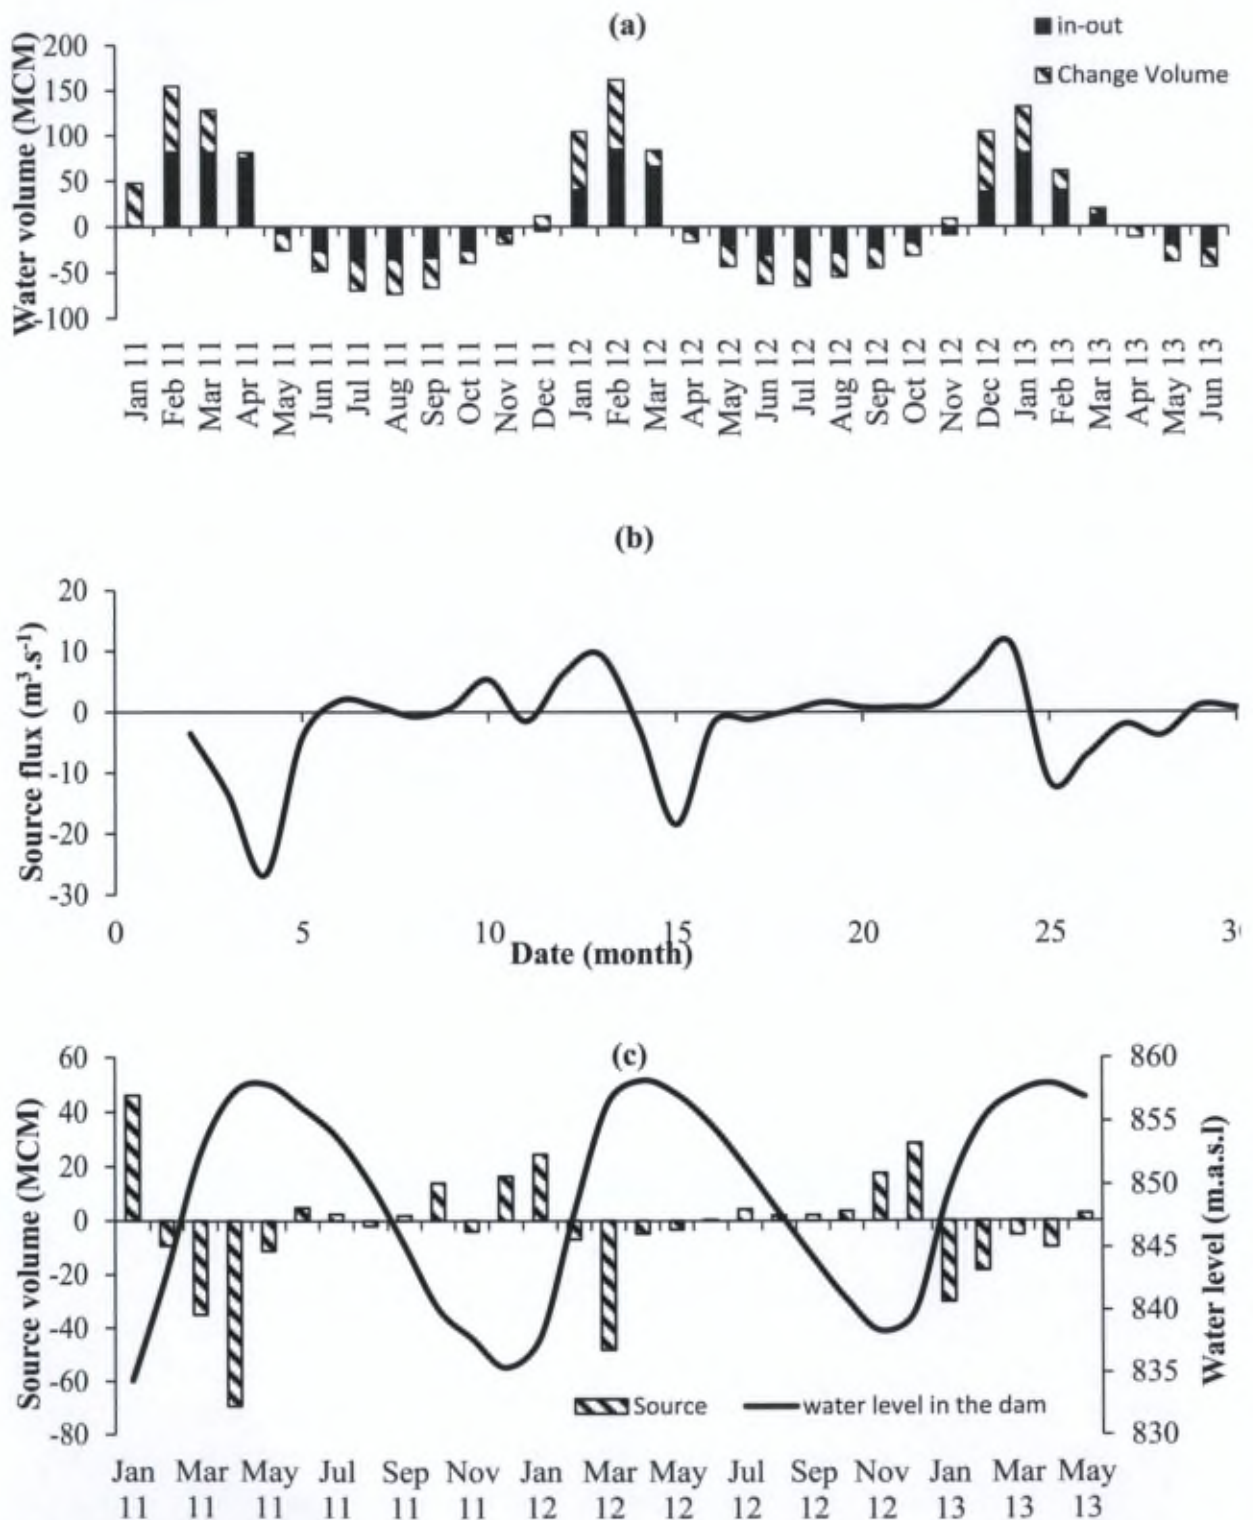 (a)
in-out
Change Volume
Water volume (MCM)
200
150
100
50
0
-50
-100
Jan 11
Feb 11
Mar 11
Apr 11
May 11
Jun 11
Jul 11
Aug 11
Sep 11
Oct 11
Nov 11
Dec 11
Jan 12
Feb 12
Mar 12
Apr 12
May 12
Jun 12
Jul 12
Aug 12
Sep 12
Oct 12
Nov 12
Dec 12
Jan 13
Feb 13
Mar 13
Apr 13
May 13
Jun 13
(b)
Source flux (m³.s⁻¹)
20
10
0
-10
-20
-30
0 5 10 15 20 25 30
Date (month)
(c)
Source volume (MCM)
60
40
20
0
-20
-40
-60
-80
860
855
850
845
840
835
830
Water level (m.a.s.l)
Source
water level in the dam
Jan Mar May Jul Sep Nov Jan Mar May Jul Sep Nov Jan Mar May
11 11 11 11 11 11 12 12 12 12 12 12 13 13 13